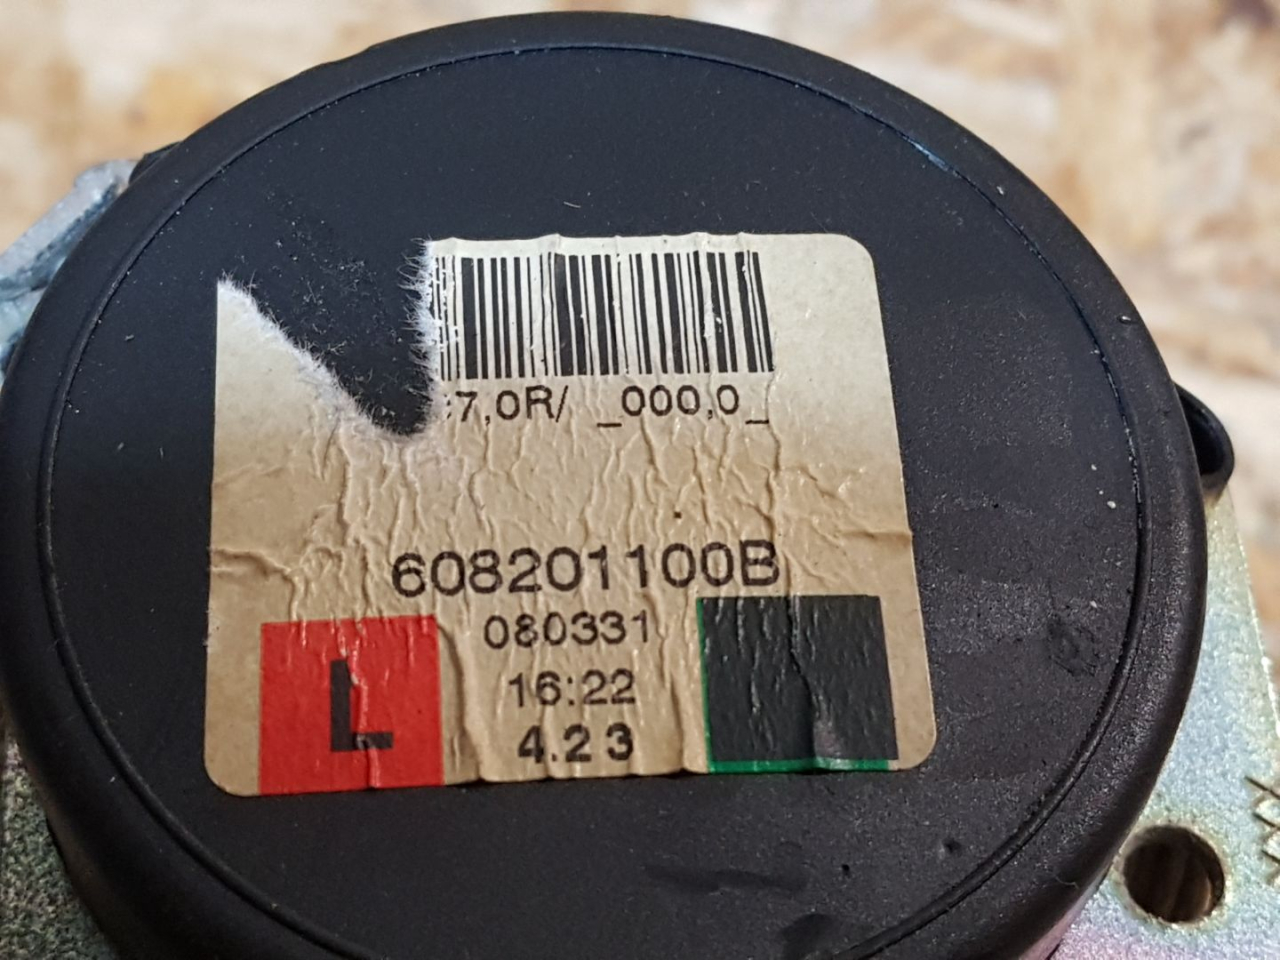 7,0R/ _000,0_
608201100B
080331
L
16:22
4.23